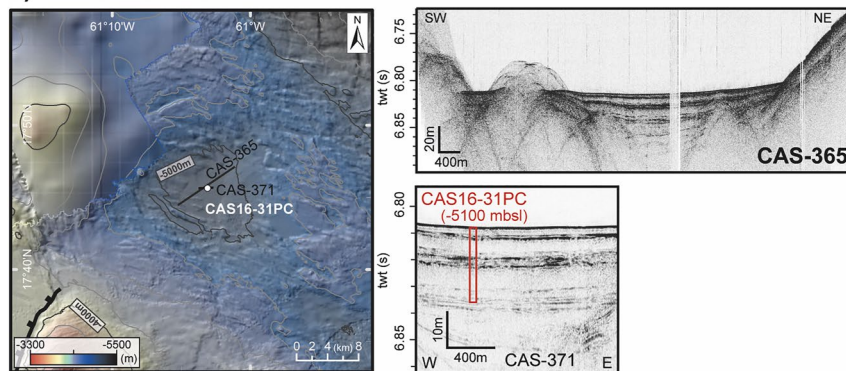 61°10'W
61°W
N
17°50'N
-5000m
CAS-365
CAS-371
CAS16-31PC
17°40'N
-4000m
-3300
-5500
(m)
0 2 4 (km) 8
SW
NE
6.75
6.80
6.85
twt (s)
20m
400m
CAS-365
CAS16-31PC
(-5100 mbsl)
6.80
6.85
twt (s)
10m
400m
W
CAS-371
E